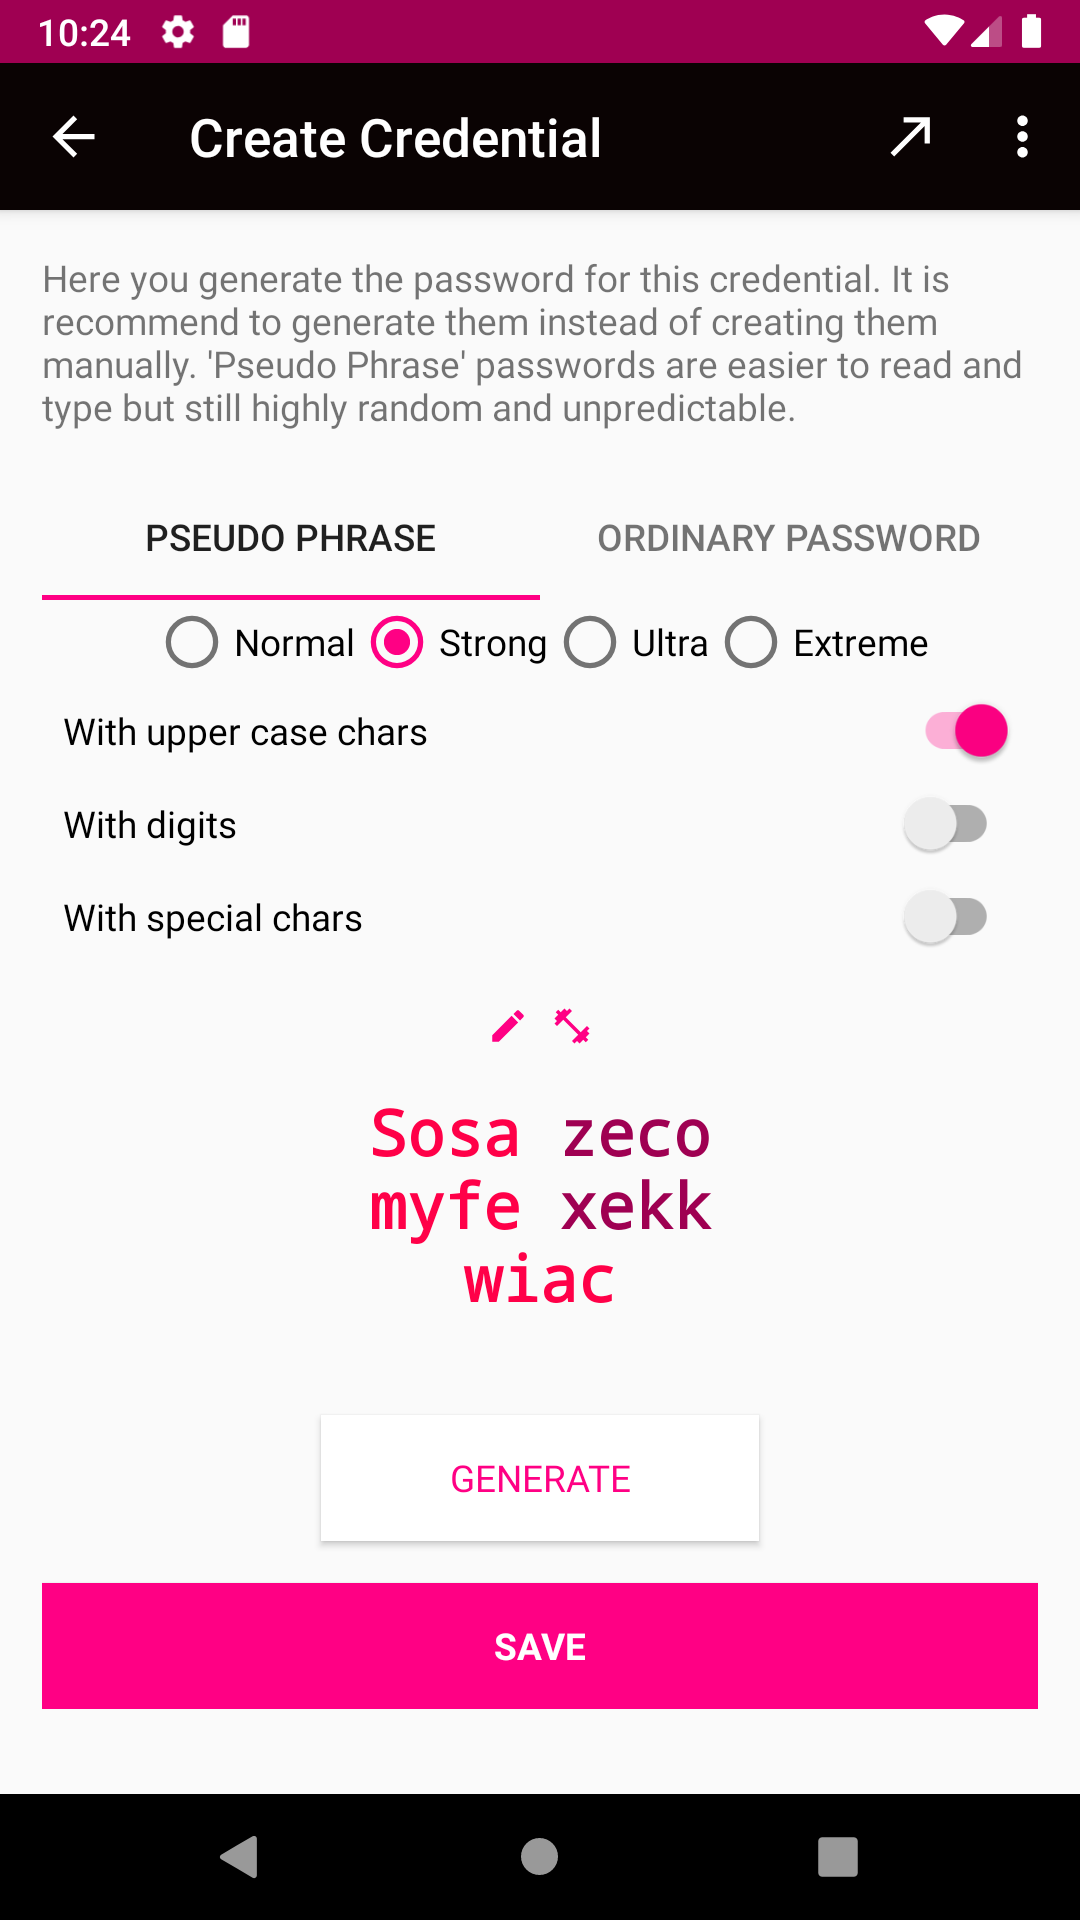 10:24
Create Credential
Here you generate the password for this credential. It is
recommend to generate them instead of creating them
manually. 'Pseudo Phrase' passwords are easier to read and
type but still highly random and unpredictable.
PSEUDO PHRASE ORDINARY PASSWORD
Normal Strong Ultra Extreme
With upper case chars
With digits
With special chars
Sosa zeco
myfe xekk
wiac
GENERATE
SAVE